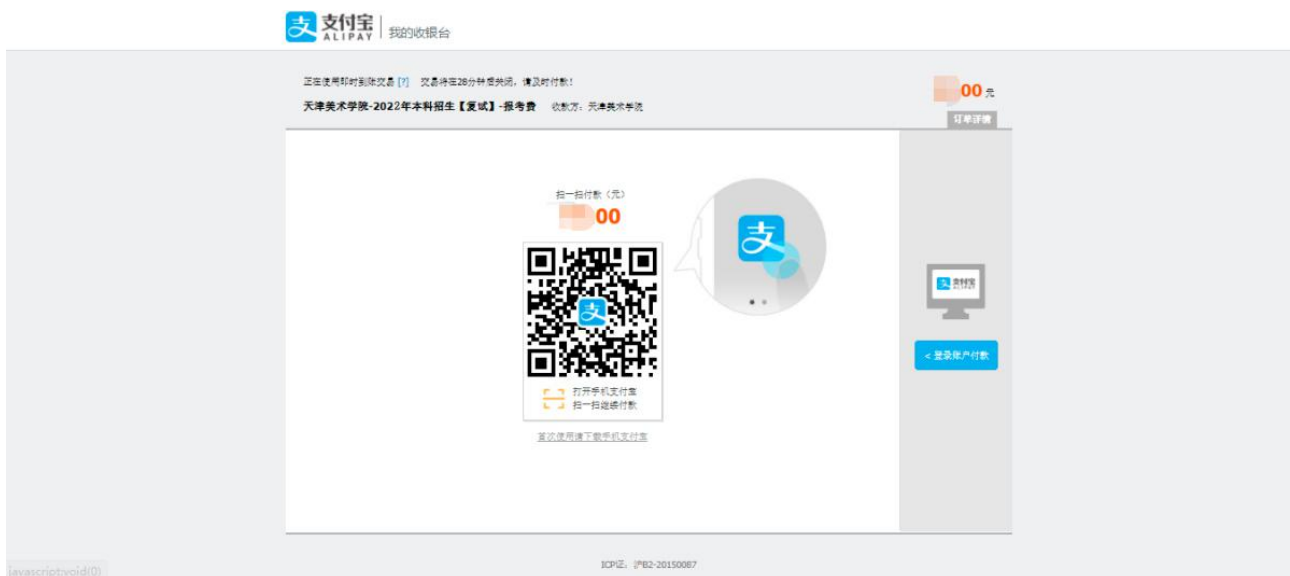 支 支付宝 ALIPAY 我的收银台
正在使用即时到账交易 [?] 交易将在28分钟后关闭，请及时付款！
00 元
天津美术学院-2022年本科招生【复试】-报考费 收款方：天津美术学院
订单详情
扫一扫付款（元）
00
支
支
支 支付宝 ALIPAY
< 登录账户付款
打开手机支付宝
扫一扫继续付款
首次使用请下载手机支付宝
ICP证：沪B2-20150087
javascript:void(0)